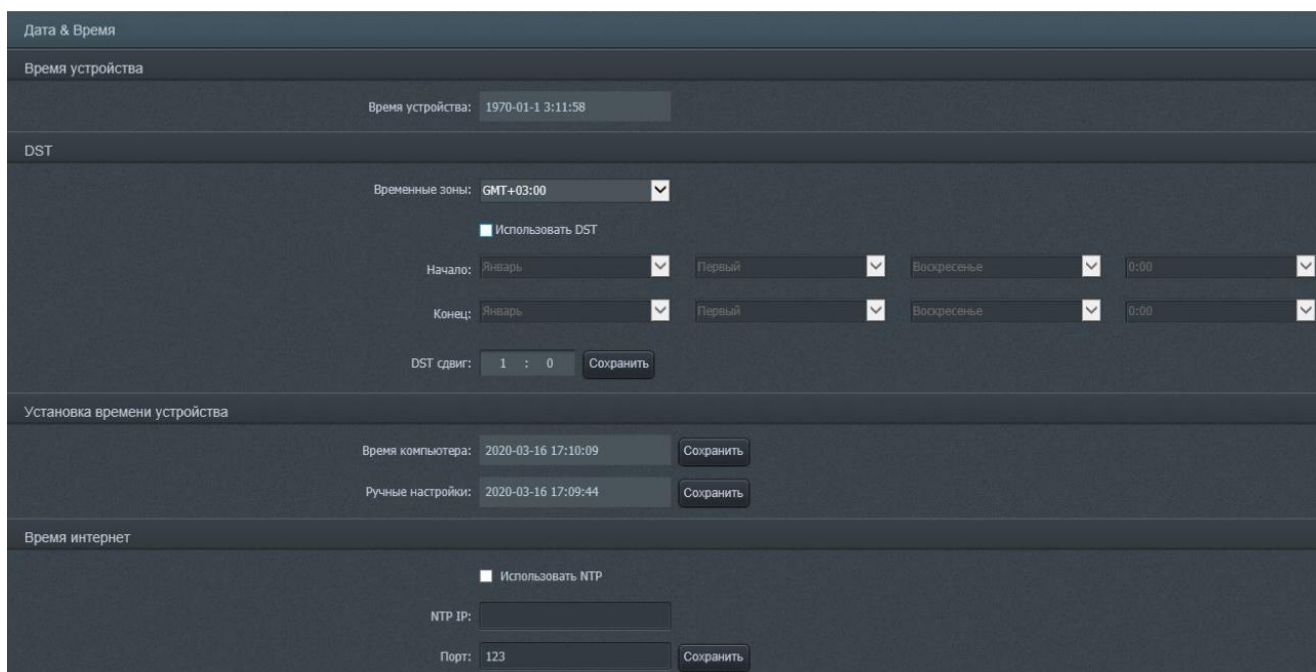 Дата & Время
Время устройства
Время устройства: 1970-01-1 3:11:58
DST
Временные зоны: GMT+03:00
Использовать DST
Начало: Январь Первый Воскресенье 0:00
Конец: Январь Первый Воскресенье 0:00
DST сдвиг: 1 : 0 Сохранить
Установка времени устройства
Время компьютера: 2020-03-16 17:10:09 Сохранить
Ручные настройки: 2020-03-16 17:09:44 Сохранить
Время интернет
Использовать NTP
NTP IP:
Порт: 123 Сохранить